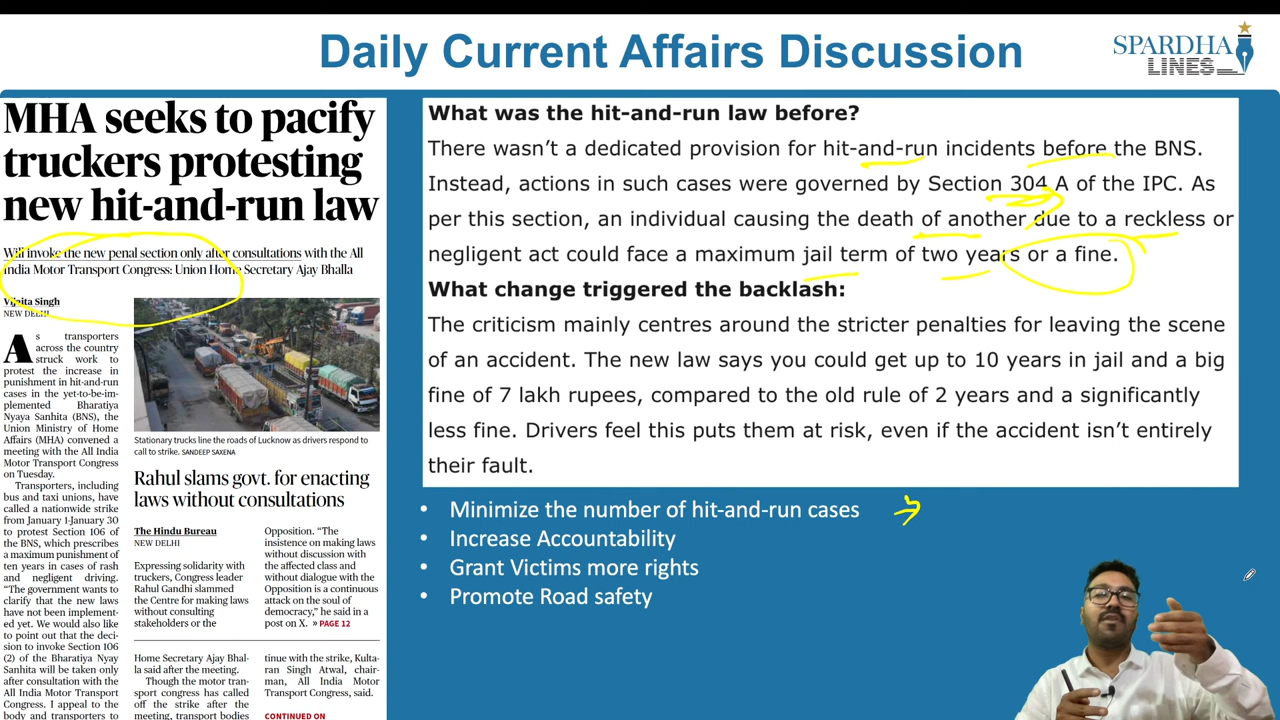 Daily Current Affairs Discussion
SPARDHA
LINES
MHA seeks to pacify
truckers protesting
new hit-and-run law
Will invoke the new penal section only after consultations with the All
India Motor Transport Congress: Union Home Secretary Ajay Bhalla
Vijaita Singh
NEW DELHI
As transporters
across the country
struck work to
protest the increase in
punishment in hit-and-run
cases in the yet-to-be-im-
plemented Bharatiya
Nyaya Sanhita (BNS), the
Union Ministry of Home
Affairs (MHA) convened a
meeting with the All India
Motor Transport Congress
on Tuesday.
Transporters, including
bus and taxi unions, have
called a nationwide strike
from January 1-January 30
to protest Section 106 of
the BNS, which prescribes
a maximum punishment of
ten years in cases of rash
and negligent driving.
“The government wants to
clarify that the new laws
have not been implement-
ed yet. We would also like
to point out that the deci-
sion to invoke Section 106
(2) of the Bharatiya Nyay
Sanhita will be taken only
after consultation with the
All India Motor Transport
Congress. I appeal to the
body and transporters to
Stationary trucks line the roads of Lucknow as drivers respond to
call to strike. SANDEEP SAXENA
Rahul slams govt. for enacting
laws without consultations
The Hindu Bureau
NEW DELHI
Expressing solidarity with
truckers, Congress leader
Rahul Gandhi slammed
the Centre for making laws
without consulting
stakeholders or the
Opposition. “The
insistence on making laws
without discussion with
the affected class and
without dialogue with the
Opposition is a continuous
attack on the soul of
democracy,” he said in a
post on X. » PAGE 12
Home Secretary Ajay Bhal-
la said after the meeting.
Though the motor tran-
sport congress has called
off the strike after the
meeting, transport bodies
tinue with the strike, Kulta-
ran Singh Atwal, chair-
man, All India Motor
Transport Congress, said.
CONTINUED ON
What was the hit-and-run law before?
There wasn’t a dedicated provision for hit-and-run incidents before the BNS.
Instead, actions in such cases were governed by Section 304 A of the IPC. As
per this section, an individual causing the death of another due to a reckless or
negligent act could face a maximum jail term of two years or a fine.
What change triggered the backlash:
The criticism mainly centres around the stricter penalties for leaving the scene
of an accident. The new law says you could get up to 10 years in jail and a big
fine of 7 lakh rupees, compared to the old rule of 2 years and a significantly
less fine. Drivers feel this puts them at risk, even if the accident isn’t entirely
their fault.
• Minimize the number of hit-and-run cases
• Increase Accountability
• Grant Victims more rights
• Promote Road safety